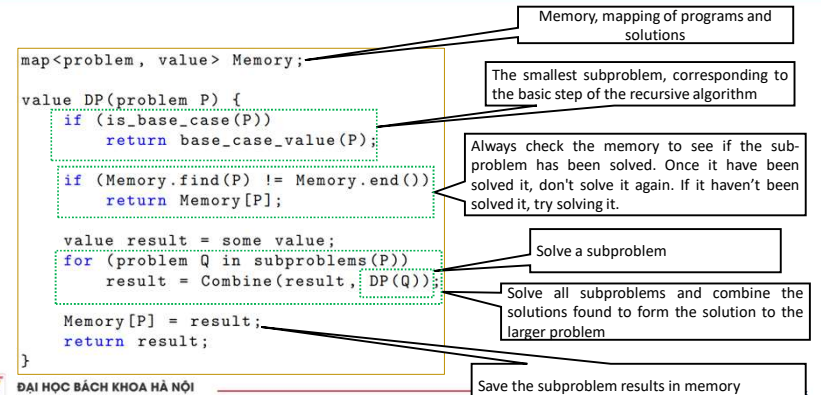 Memory, mapping of programs and
solutions
map<problem, value> Memory;
The smallest subproblem, corresponding to
the basic step of the recursive algorithm
value DP(problem P) {
if (is_base_case(P))
return base_case_value(P);
Always check the memory to see if the sub-
problem has been solved. Once it have been
solved it, don't solve it again. If it haven't been
solved it, try solving it.
if (Memory.find(P) != Memory.end())
return Memory[P];
value result = some value;
for (problem Q in subproblems(P))
result = Combine(result, DP(Q));
Solve a subproblem
Solve all subproblems and combine the
solutions found to form the solution to the
larger problem
Memory[P] = result;
return result;
}
Save the subproblem results in memory
ĐẠI HỌC BÁCH KHOA HÀ NỘI